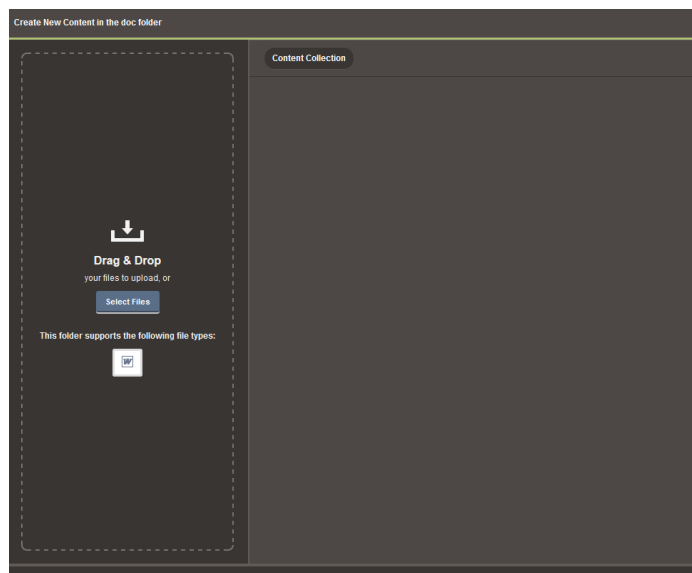 Create New Content in the doc folder
Content Collection
Drag & Drop
your files to upload, or
Select Files
This folder supports the following file types:
W